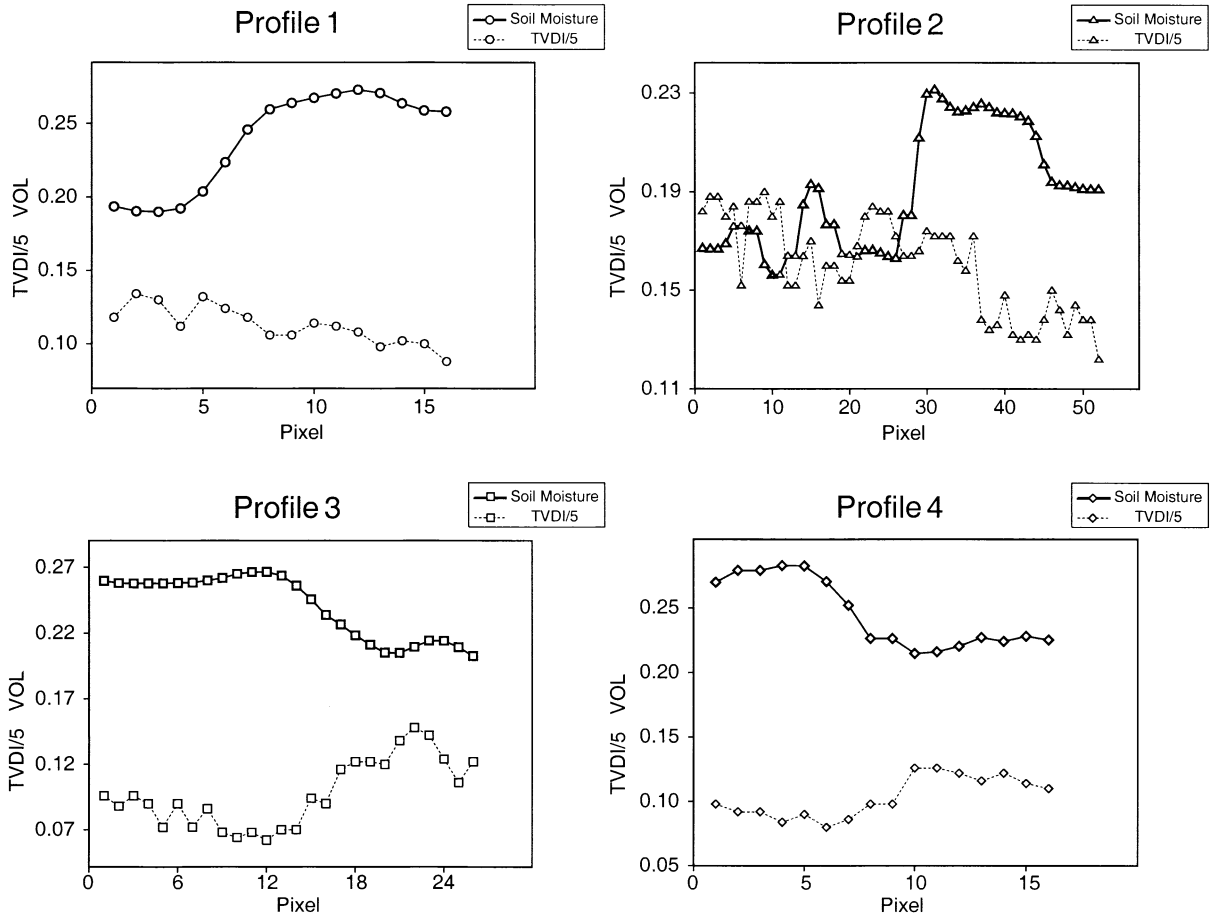 Profile 1
Soil Moisture
TVDI/5
TVDI/5 VOL
0.25
0.20
0.15
0.10
0 5 10 15
Pixel
Profile 2
Soil Moisture
TVDI/5
TVDI/5 VOL
0.23
0.19
0.15
0.11
0 10 20 30 40 50
Pixel
Profile 3
Soil Moisture
TVDI/5
TVDI/5 VOL
0.27
0.22
0.17
0.12
0.07
0 6 12 18 24
Pixel
Profile 4
Soil Moisture
TVDI/5
TVDI/5 VOL
0.25
0.20
0.15
0.10
0.05
0 5 10 15
Pixel